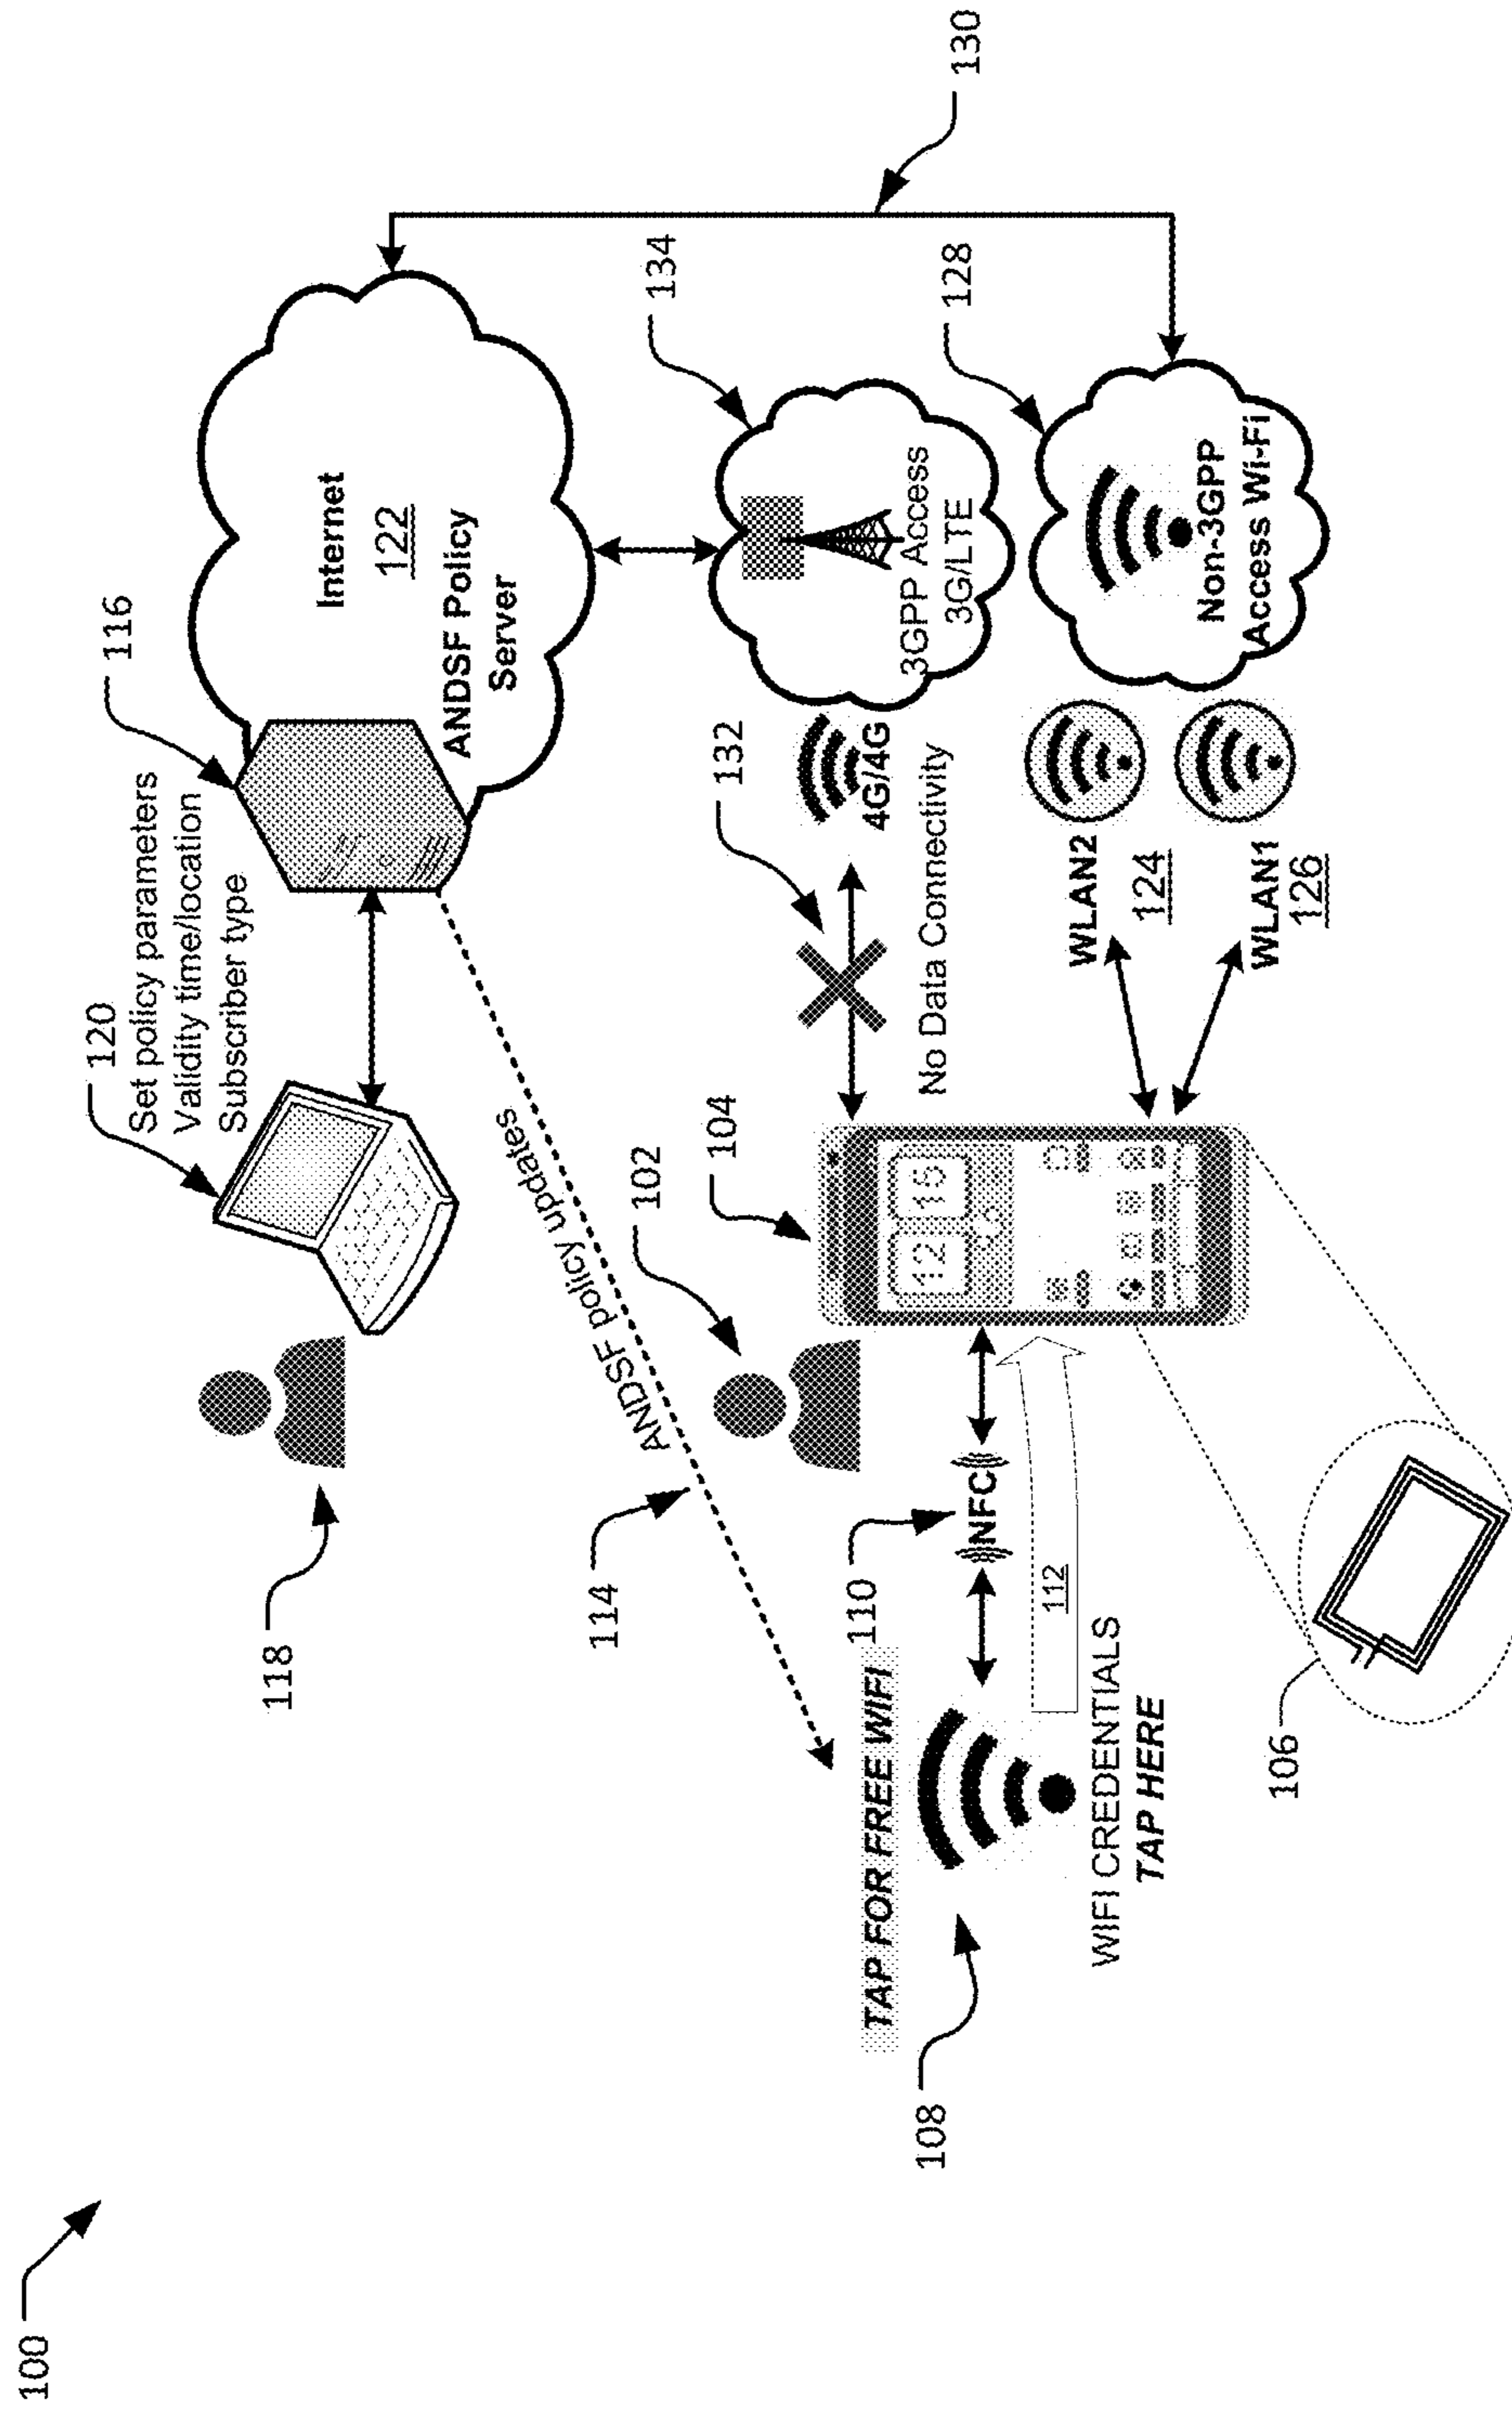 100
118
120
Set policy parameters
Validity time/location
Subscriber type
116
Internet
122
ANDSF Policy
Server
ANDSF policy updates
114
102
104
132
134
130
TAP FOR FREE WIFI
110
NFC
112
WIFI CREDENTIALS
TAP HERE
108
106
12 15
4G/4G
No Data Connectivity
3GPP Access
3G/LTE
128
WLAN2
124
WLAN1
126
Non-3GPP
Access Wi-Fi